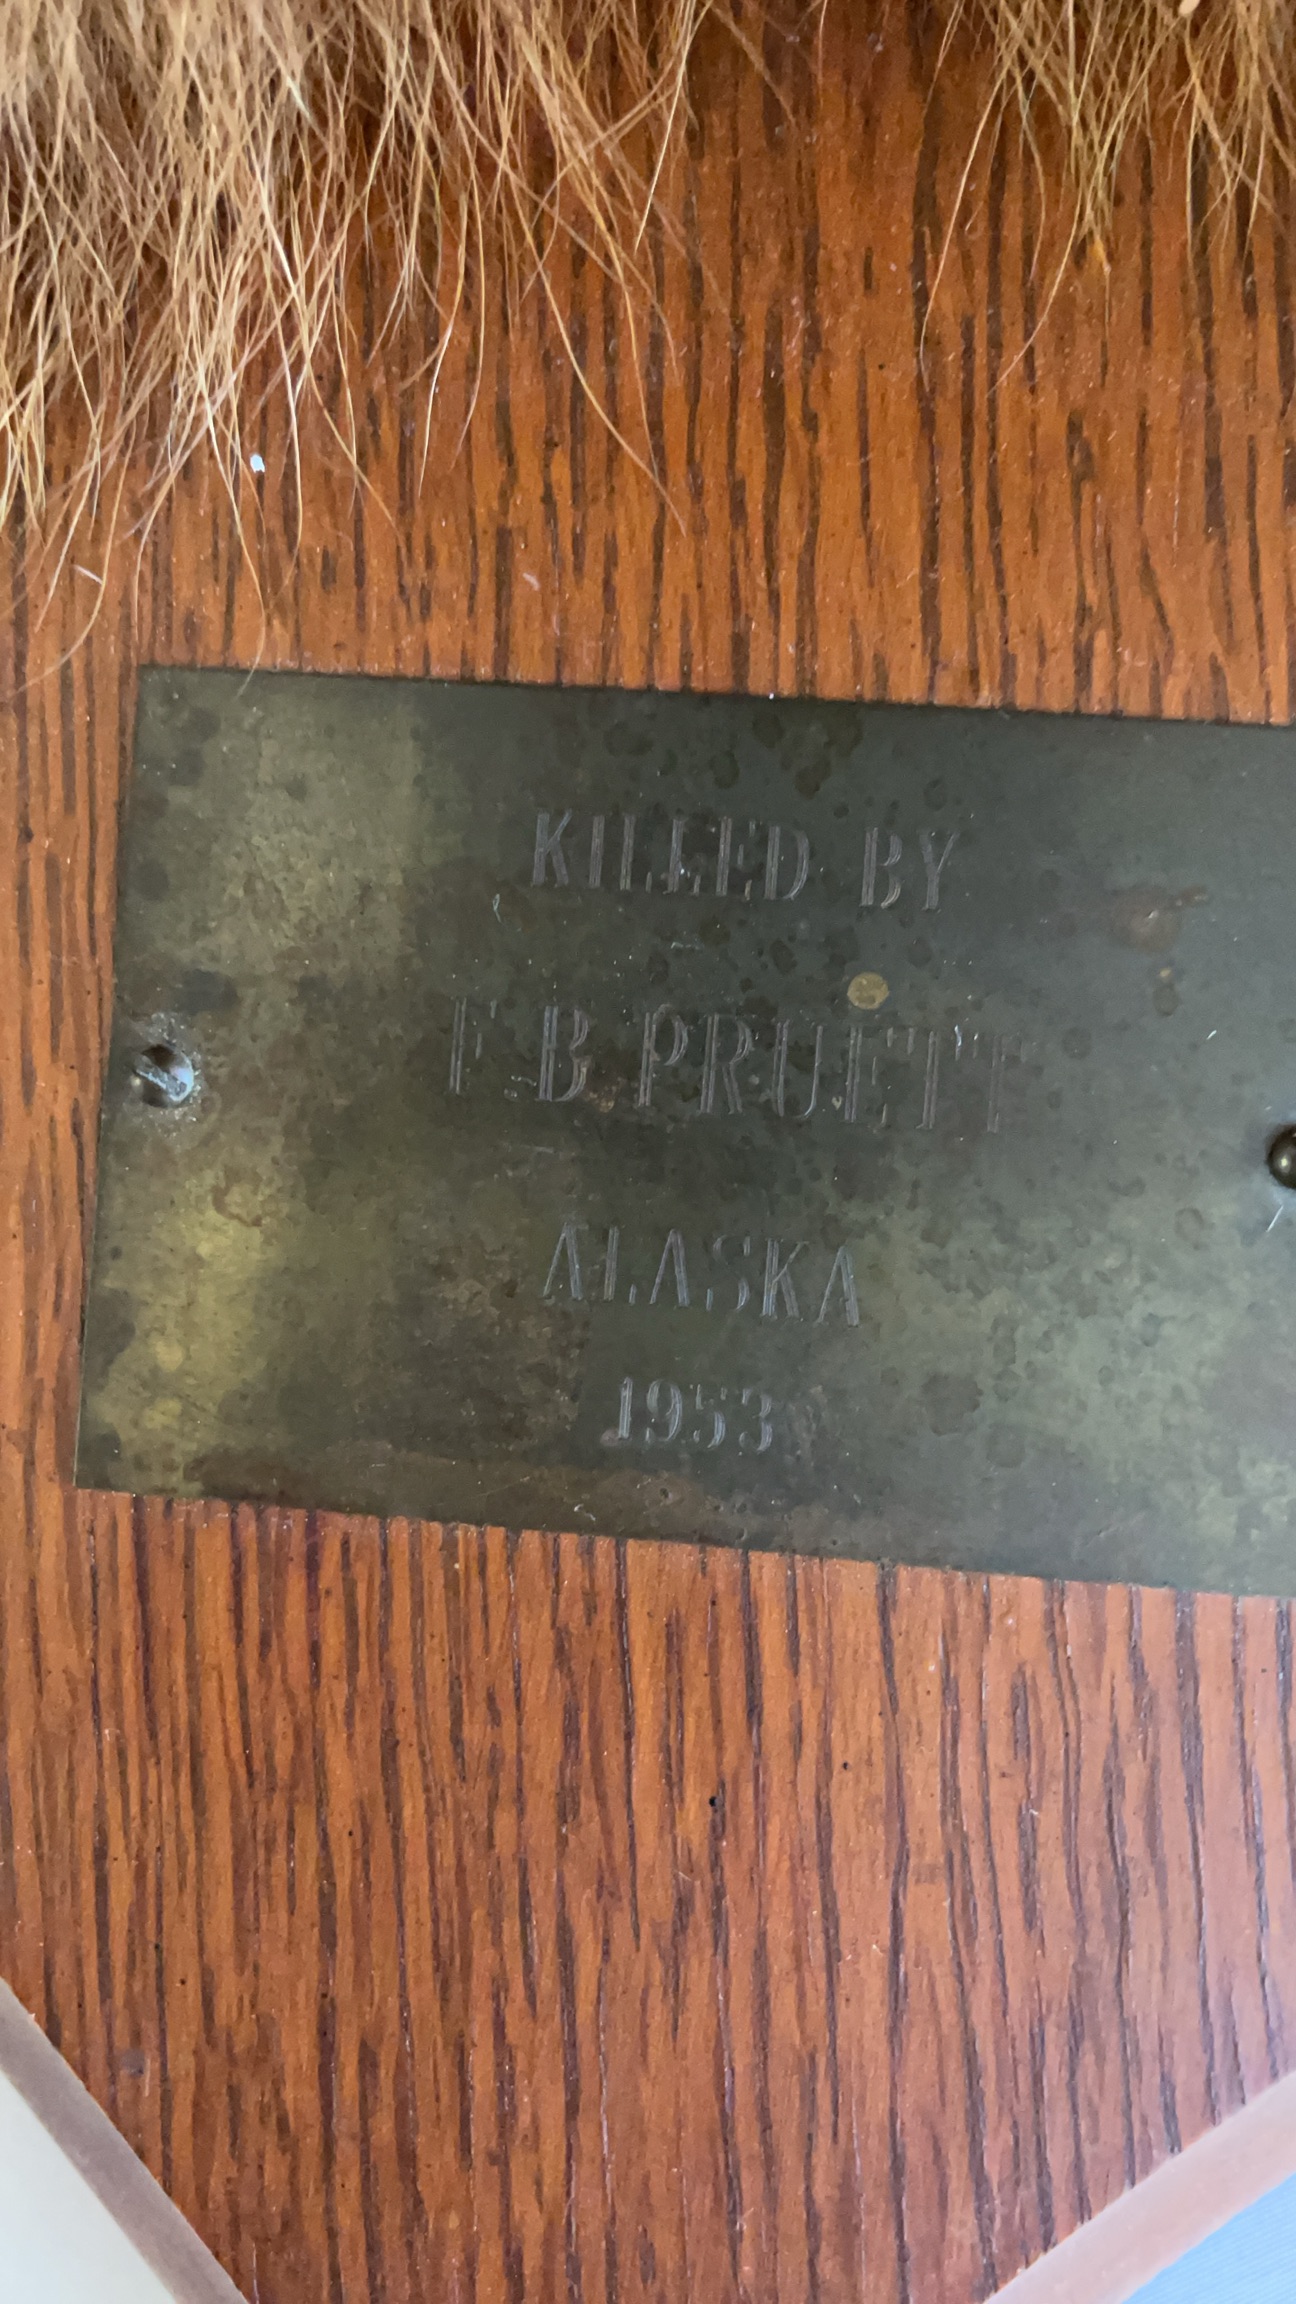 KILLED BY
F. B. PRUETT
ALASKA
1953